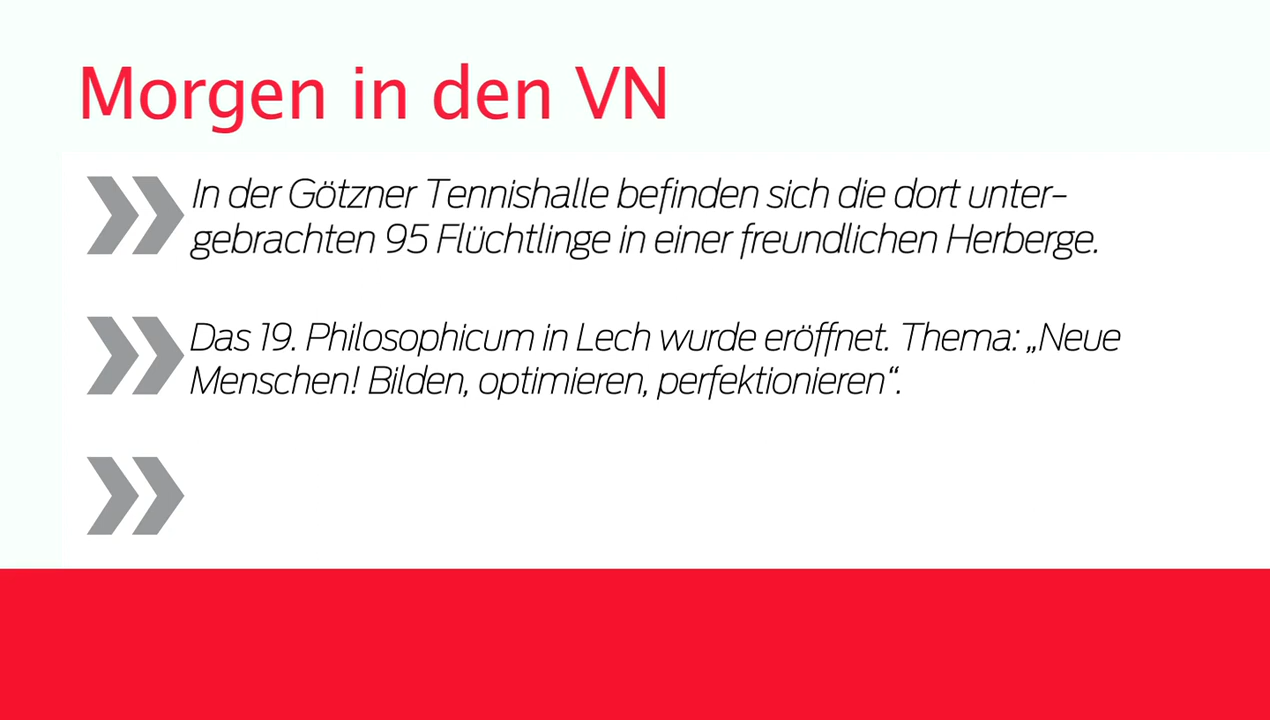 Morgen in den VN
In der Götzner Tennishalle befinden sich die dort unter-
gebrachten 95 Flüchtlinge in einer freundlichen Herberge.
Das 19. Philosophicum in Lech wurde eröffnet. Thema: „Neue
Menschen! Bilden, optimieren, perfektionieren“.